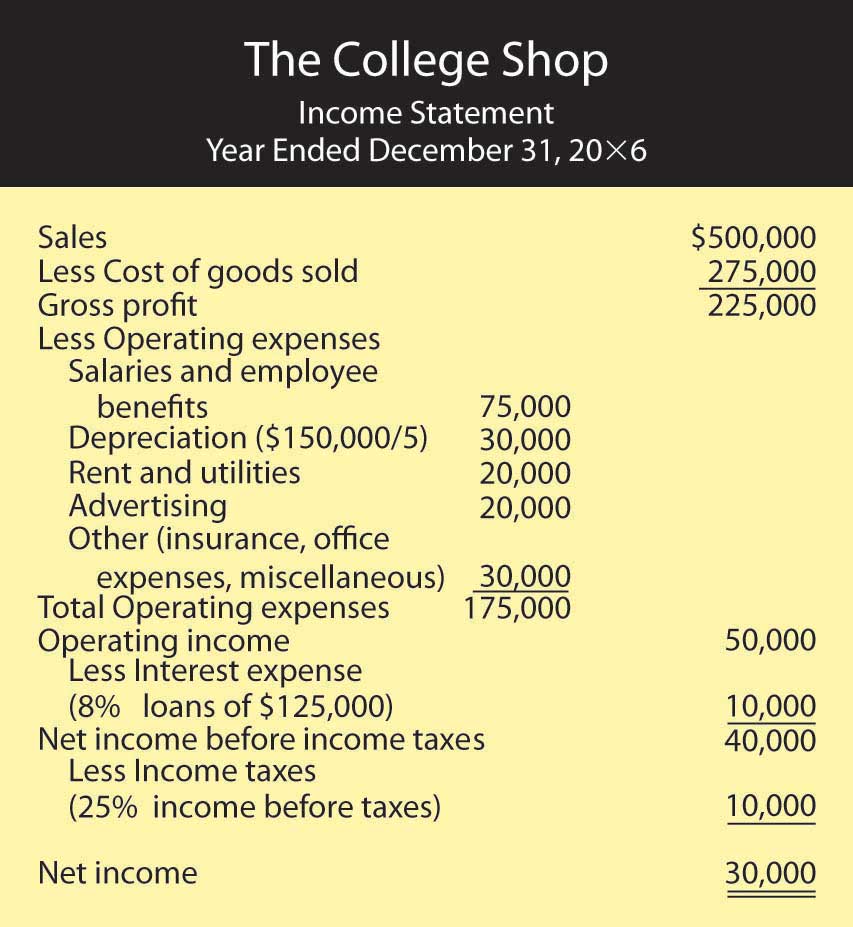 The College Shop
Income Statement
Year Ended December 31, 20×6
Sales $500,000
Less Cost of goods sold 275,000
Gross profit 225,000
Less Operating expenses
Salaries and employee
benefits 75,000
Depreciation ($150,000/5) 30,000
Rent and utilities 20,000
Advertising 20,000
Other (insurance, office
expenses, miscellaneous) 30,000
Total Operating expenses 175,000
Operating income 50,000
Less Interest expense
(8% loans of $125,000) 10,000
Net income before income taxes 40,000
Less Income taxes
(25% income before taxes) 10,000
Net income 30,000